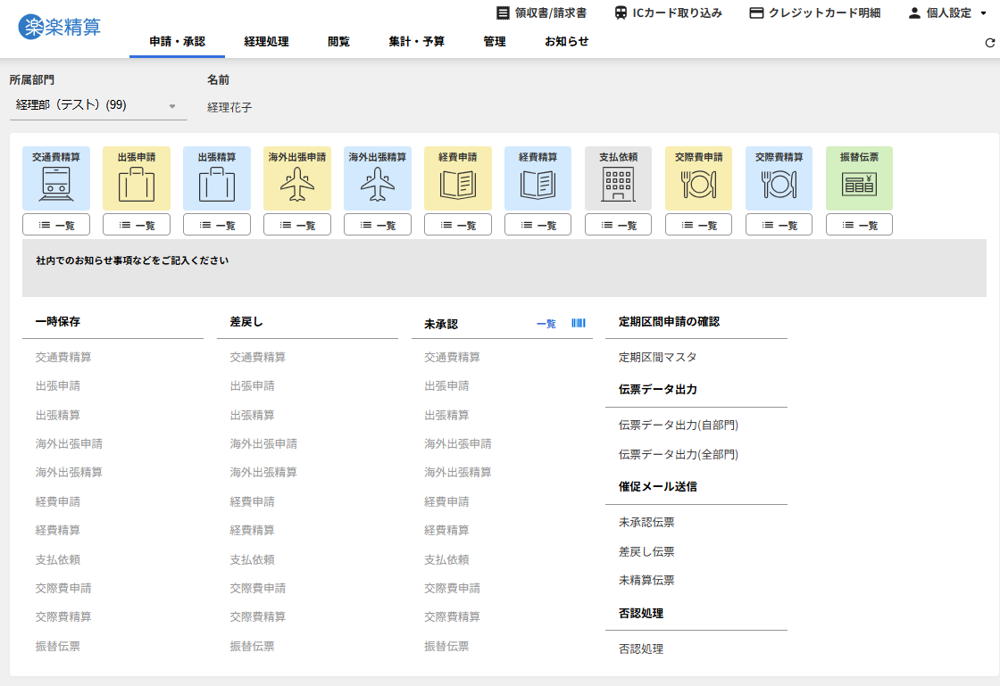 楽楽精算
領収書/請求書 ICカード取り込み クレジットカード明細 個人設定
申請・承認 経理処理 閲覧 集計・予算 管理 お知らせ
所属部門 名前
経理部（テスト）(99) 経理花子
交通費精算 出張申請 出張精算 海外出張申請 海外出張精算 経費申請 経費精算 支払依頼 交際費申請 交際費精算 振替伝票
一覧 一覧 一覧 一覧 一覧 一覧 一覧 一覧 一覧 一覧 一覧
社内でのお知らせ事項などをご記入ください
一時保存
交通費精算
出張申請
出張精算
海外出張申請
海外出張精算
経費申請
経費精算
支払依頼
交際費申請
交際費精算
振替伝票
差戻し
交通費精算
出張申請
出張精算
海外出張申請
海外出張精算
経費申請
経費精算
支払依頼
交際費申請
交際費精算
振替伝票
未承認 一覧
交通費精算
出張申請
出張精算
海外出張申請
海外出張精算
経費申請
経費精算
支払依頼
交際費申請
交際費精算
振替伝票
定期区間申請の確認
定期区間マスタ
伝票データ出力
伝票データ出力(自部門)
伝票データ出力(全部門)
催促メール送信
未承認伝票
差戻し伝票
未精算伝票
否認処理
否認処理